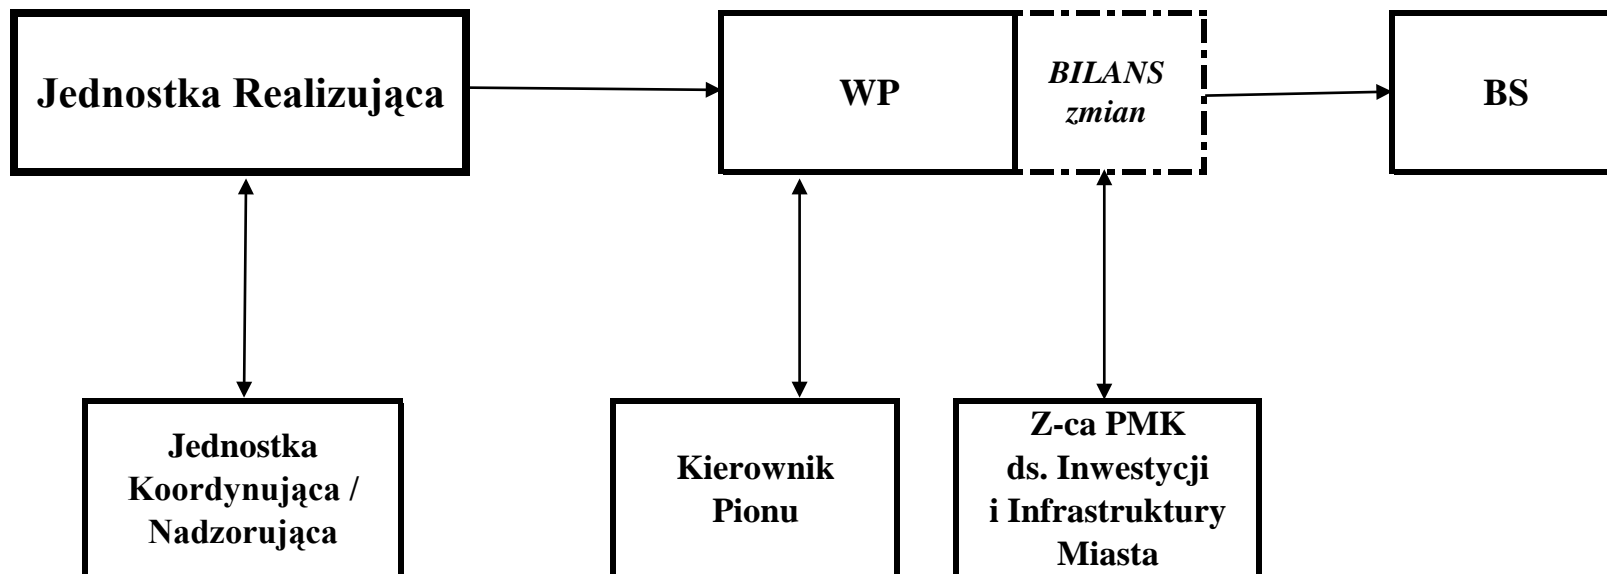 Jednostka Realizująca
WP
BILANS
zmian
BS
Jednostka
Koordynująca /
Nadzorująca
Kierownik
Pionu
Z-ca PMK
ds. Inwestycji
i Infrastruktury
Miasta